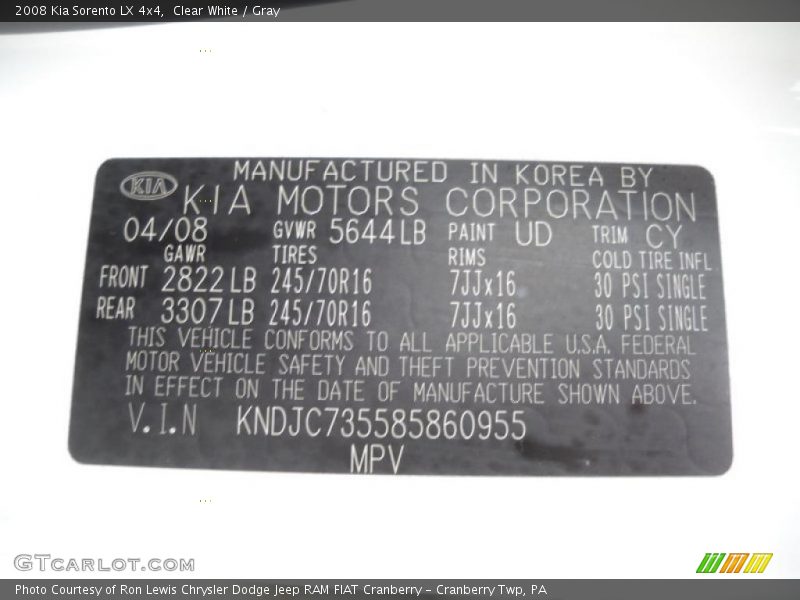 2008 Kia Sorento LX 4x4,  Clear White / Gray
MANUFACTURED IN KOREA BY
KIA KIA MOTORS CORPORATION
04/08 GVWR 5644LB PAINT UD TRIM CY
GAWR TIRES RIMS COLD TIRE INFL
FRONT 2822LB 245/70R16 7JJx16 30 PSI SINGLE
REAR 3307LB 245/70R16 7JJx16 30 PSI SINGLE
THIS VEHICLE CONFORMS TO ALL APPLICABLE U.S.A. FEDERAL
MOTOR VEHICLE SAFETY AND THEFT PREVENTION STANDARDS
IN EFFECT ON THE DATE OF MANUFACTURE SHOWN ABOVE.
V.I.N KNDJC735585860955
MPV
GTCARLOT.COM
Photo Courtesy of Ron Lewis Chrysler Dodge Jeep RAM FIAT Cranberry – Cranberry Twp, PA